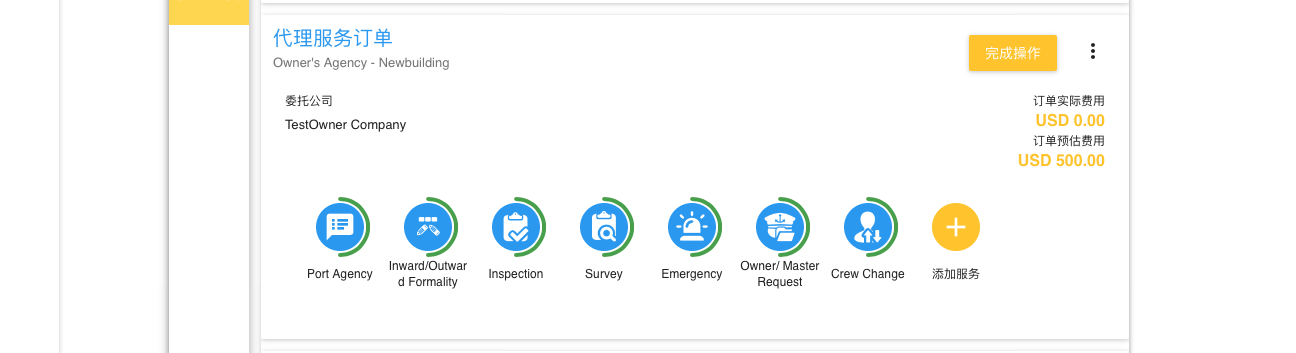 代理服务订单
Owner's Agency - Newbuilding
完成操作
委托公司
TestOwner Company
订单实际费用
USD 0.00
订单预估费用
USD 500.00
Port Agency
Inward/Outwar
d Formality
Inspection
Survey
Emergency
Owner/ Master
Request
Crew Change
添加服务